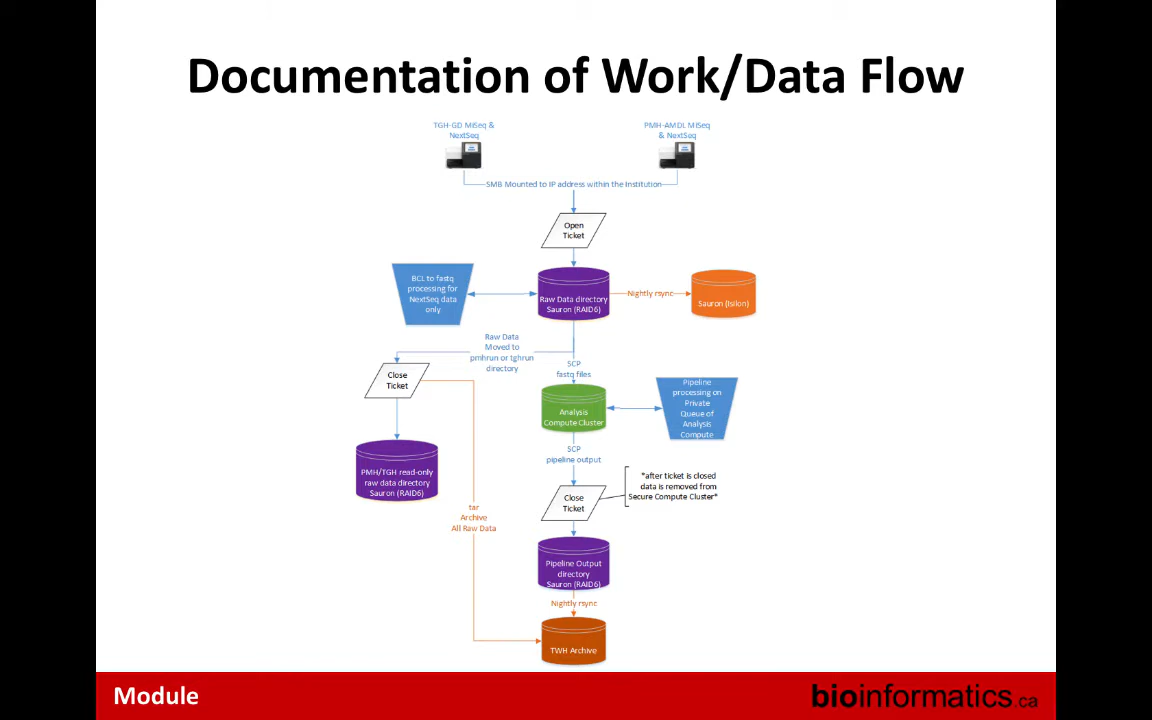 Documentation of Work/Data Flow
TGH-GD MiSeq &
NextSeq
PMH-AMDL MiSeq
& NextSeq
SMB Mounted to IP address within the Institution
Open
Ticket
BCL to fastq
processing for
NextSeq data
only
Raw Data directory
Sauron (RAID6)
Nightly rsync
Sauron (Isilon)
Raw Data
Moved to
pmhrun or tghrun
directory
SCP
fastq files
Close
Ticket
Analysis
Compute Cluster
Pipeline
processing on
Private
Queue of
Analysis
Compute
SCP
pipeline output
PMH/TGH read-only
raw data directory
Sauron (RAID6)
*after ticket is closed
data is removed from
Secure Compute Cluster*
Close
Ticket
tar
Archive
All Raw Data
Pipeline Output
directory
Sauron (RAID6)
Nightly rsync
TWH Archive
Module
bioinformatics.ca